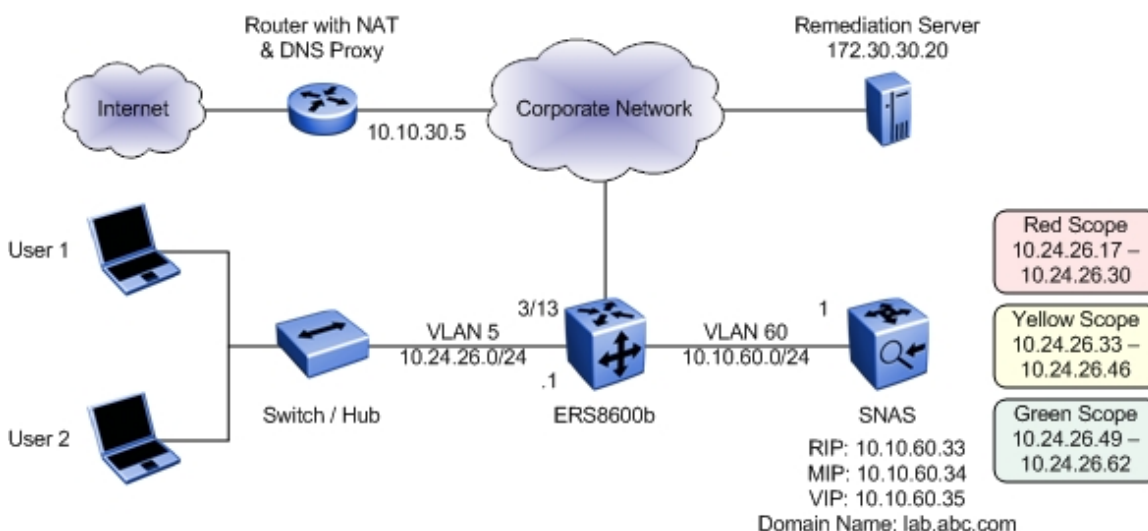 Router with NAT
& DNS Proxy
Remediation Server
172.30.30.20
Internet
Corporate Network
10.10.30.5
User 1
Red Scope
10.24.26.17 –
10.24.26.30
3/13
VLAN 5
10.24.26.0/24
.1
VLAN 60
10.10.60.0/24
1
Yellow Scope
10.24.26.33 –
10.24.26.46
User 2
Switch / Hub
ERS8600b
SNAS
Green Scope
10.24.26.49 –
10.24.26.62
RIP: 10.10.60.33
MIP: 10.10.60.34
VIP: 10.10.60.35
Domain Name: lab.abc.com